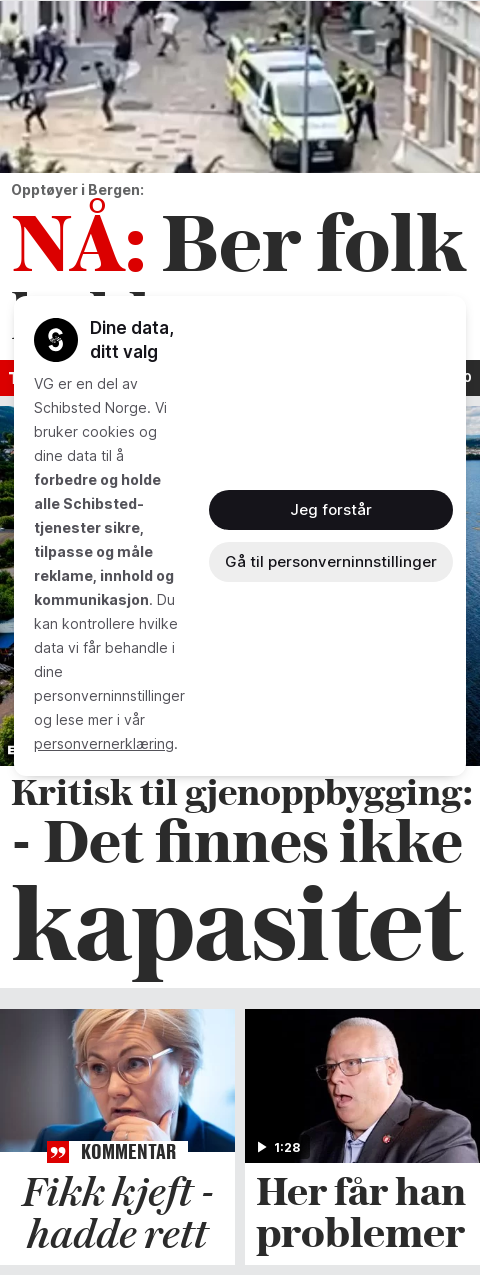 Opptøyer i Bergen:
NÅ: Ber folk
Dine data,
ditt valg
VG er en del av
Schibsted Norge. Vi
bruker cookies og
dine data til å
forbedre og holde
alle Schibsted-
tjenester sikre,
tilpasse og måle
reklame, innhold og
kommunikasjon. Du
kan kontrollere hvilke
data vi får behandle i
dine
personverninnstillinger
og lese mer i vår
personvernerklæring.
Jeg forstår
Gå til personverninnstillinger
Kritisk til gjenoppbygging:
- Det finnes ikke
kapasitet
KOMMENTAR
Fikk kjeft -
hadde rett
1:28
Her får han
problemer